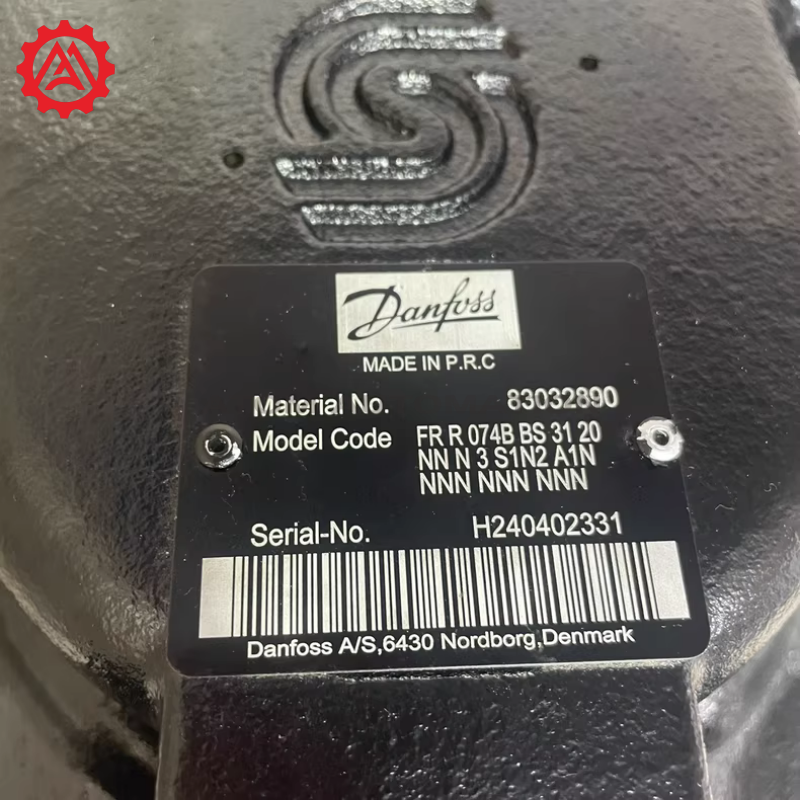 Danfoss
MADE IN P.R.C
Material No. 83032890
Model Code FR R 074B BS 31 20
NN N 3 S1N2 A1N
NNN NNN NNN
Serial-No. H240402331
Danfoss A/S,6430 Nordborg,Denmark